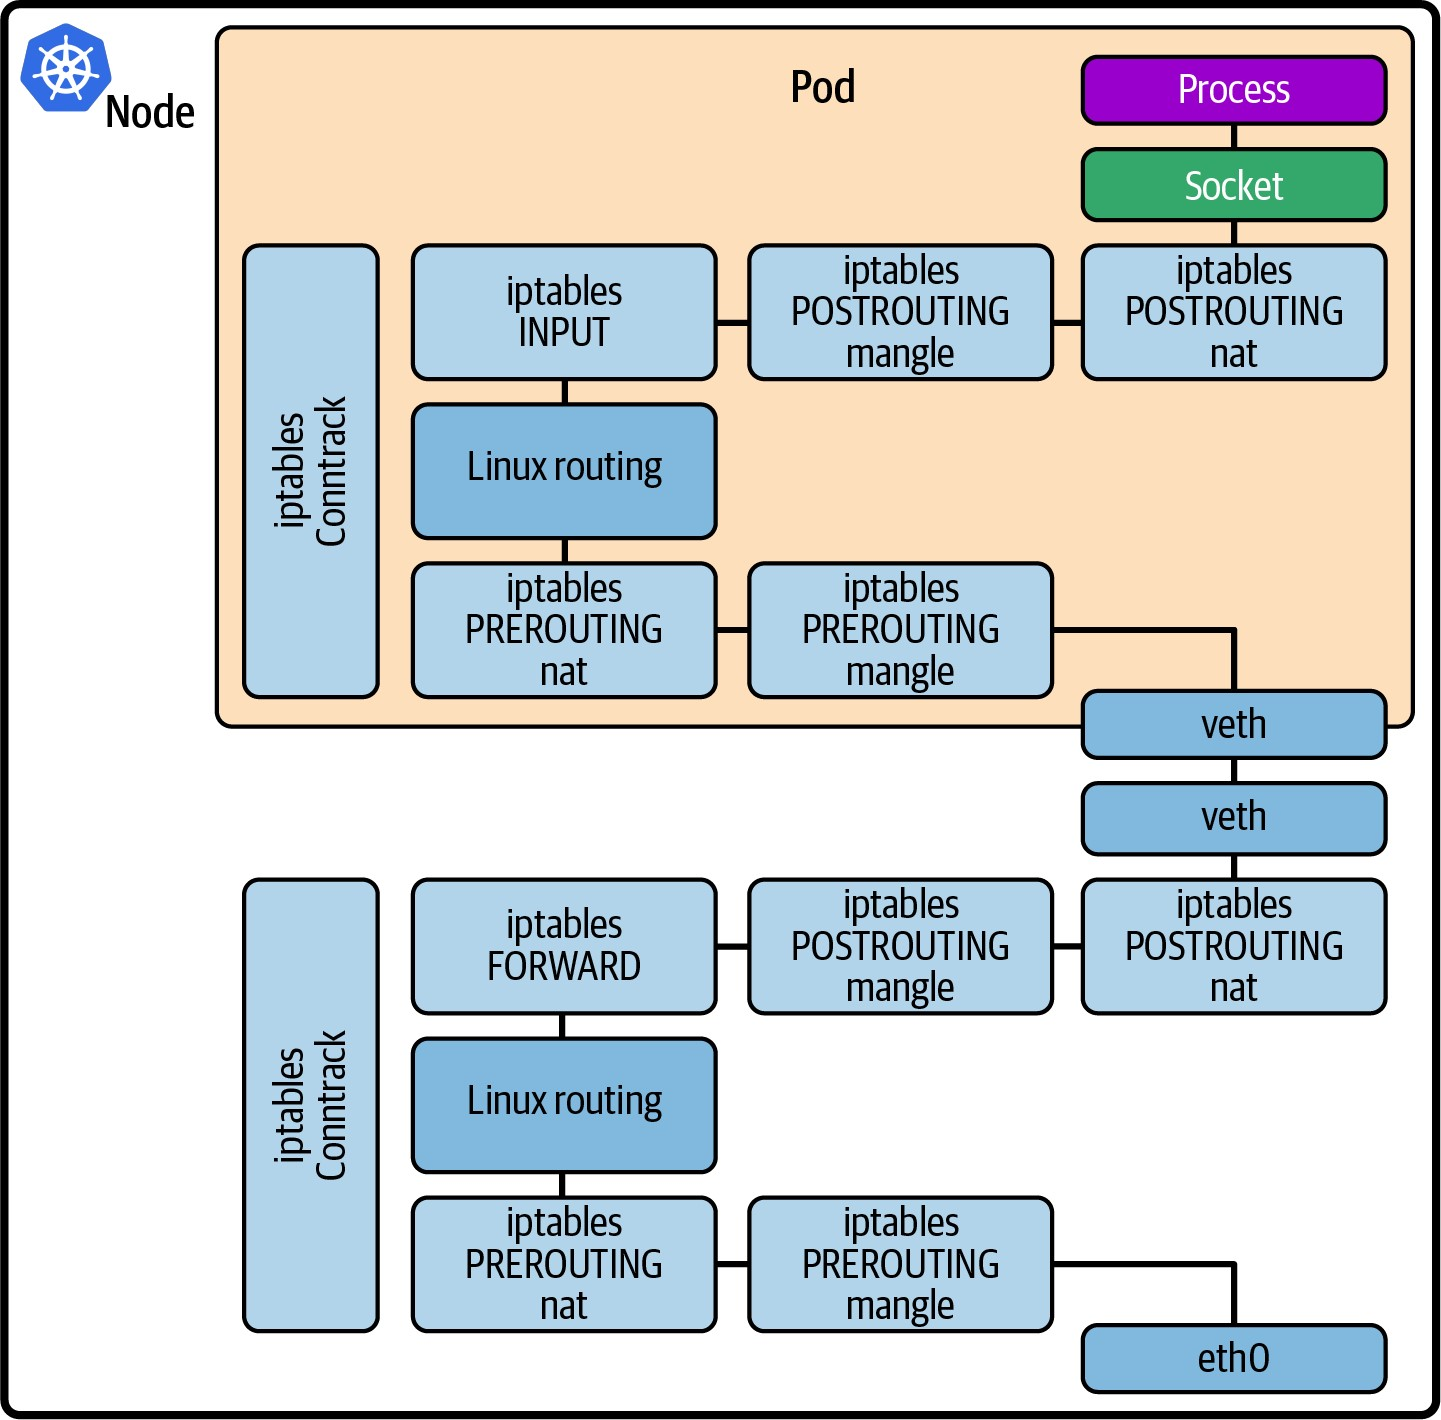 Node
Pod
Process
Socket
iptables
Conntrack
iptables
INPUT
iptables
POSTROUTING
mangle
iptables
POSTROUTING
nat
Linux routing
iptables
PREROUTING
nat
iptables
PREROUTING
mangle
veth
veth
iptables
Conntrack
iptables
FORWARD
iptables
POSTROUTING
mangle
iptables
POSTROUTING
nat
Linux routing
iptables
PREROUTING
nat
iptables
PREROUTING
mangle
eth0